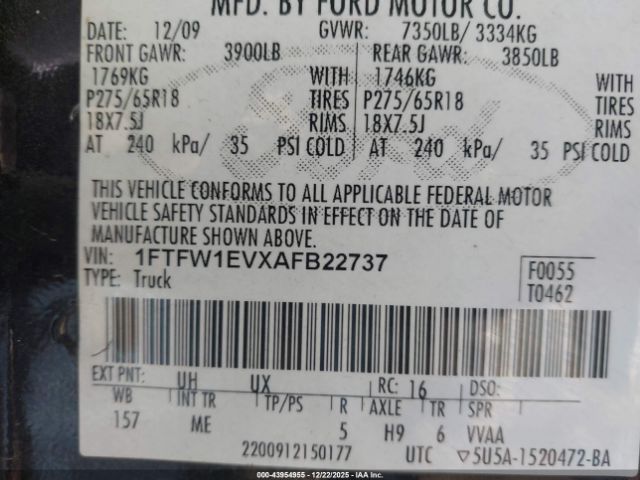 MFD. BY FORD MOTOR CO.
DATE: 12/09 GVWR: 7350LB/ 3334KG
FRONT GAWR: 3900LB REAR GAWR: 3850LB
1769KG WITH 1746KG WITH
P275/65R18 TIRES P275/65R18 TIRES
18X7.5J RIMS 18X7.5J RIMS
AT 240 kPa/ 35 PSI COLD AT 240 kPa/ 35 PSI COLD
THIS VEHICLE CONFORMS TO ALL APPLICABLE FEDERAL MOTOR
VEHICLE SAFETY STANDARDS IN EFFECT ON THE DATE OF
MANUFACTURE SHOWN ABOVE.
VIN: 1FTFW1EVXAFB22737 F0055
TYPE: Truck T0462
EXT PNT: UH UX RC: 16 DSO:
WB INT TR TP/PS R AXLE TR SPR
157 ME 5 H9 6 VVAA
2200912150177 UTC ▽5U5A-1520472-BA
© IAA 43954955 | 12/22/2025 | IAA, Inc.